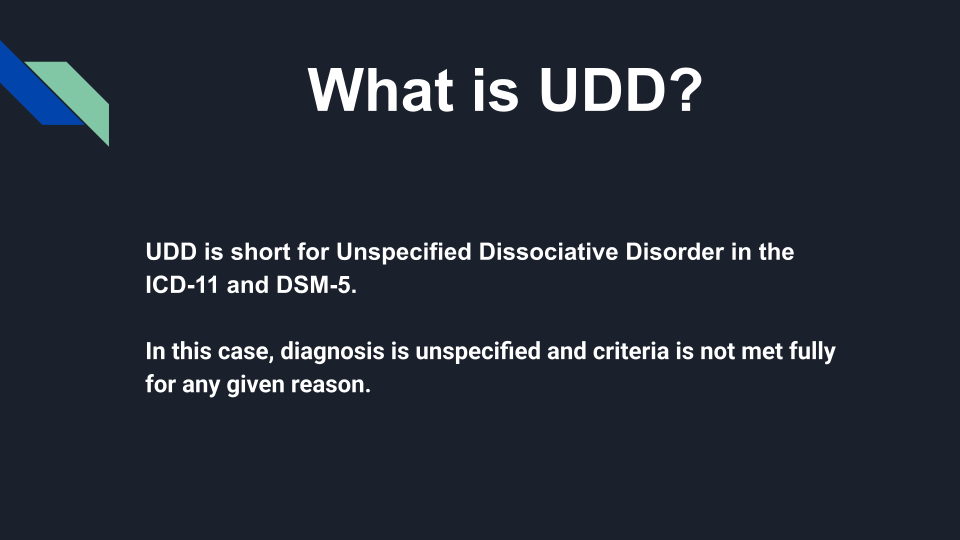 What is UDD?
UDD is short for Unspecified Dissociative Disorder in the
ICD-11 and DSM-5.
In this case, diagnosis is unspecified and criteria is not met fully
for any given reason.